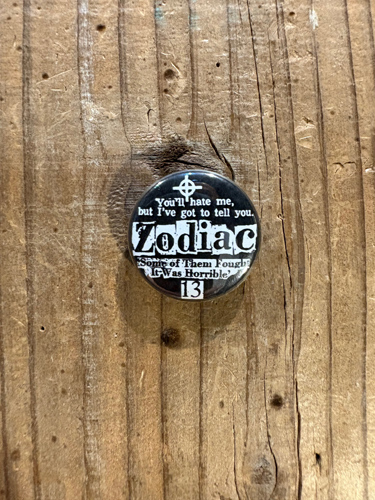 'You'll hate me,
but I've got to tell you.
Zodiac
'Some of Them Fought
It Was Horrible'
13